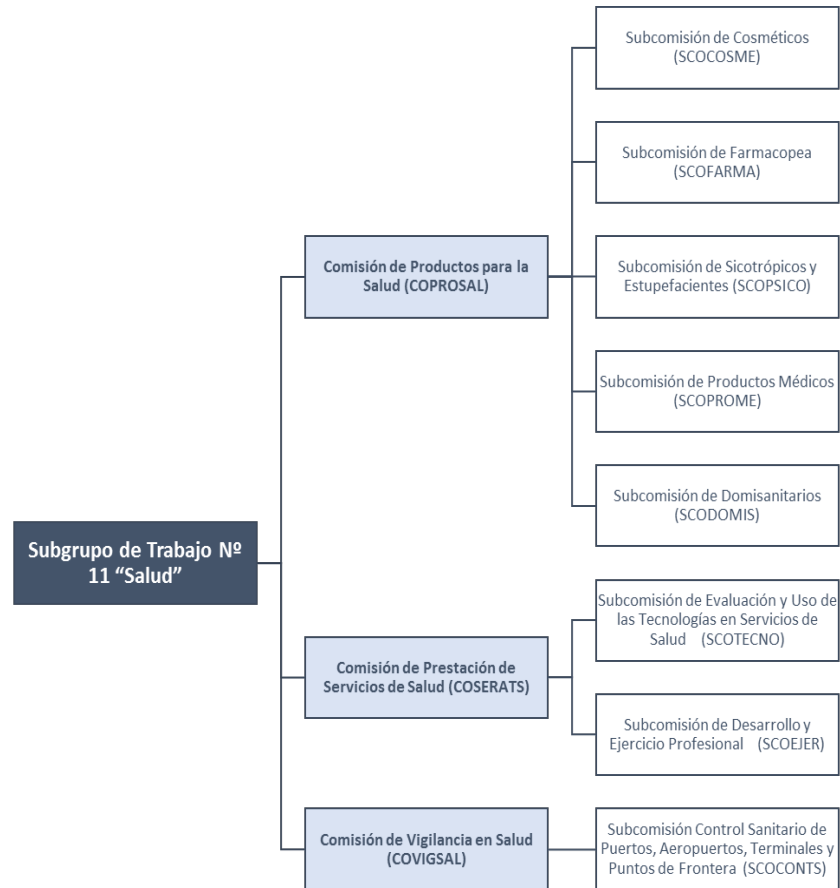 Subgrupo de Trabajo Nº
11 “Salud”
Comisión de Productos para la
Salud (COPROSAL)
Subcomisión de Cosméticos
(SCOCOSME)
Subcomisión de Farmacopea
(SCOFARMA)
Subcomisión de Sicotrópicos y
Estupefacientes (SCOPSICO)
Subcomisión de Productos Médicos
(SCOPROME)
Subcomisión de Domisanitarios
(SCODOMIS)
Comisión de Prestación de
Servicios de Salud (COSERATS)
Subcomisión de Evaluación y Uso de
las Tecnologías en Servicios de
Salud (SCOTECNO)
Subcomisión de Desarrollo y
Ejercicio Profesional (SCOEJER)
Comisión de Vigilancia en Salud
(COVIGSAL)
Subcomisión Control Sanitario de
Puertos, Aeropuertos, Terminales y
Puntos de Frontera (SCOCONTS)